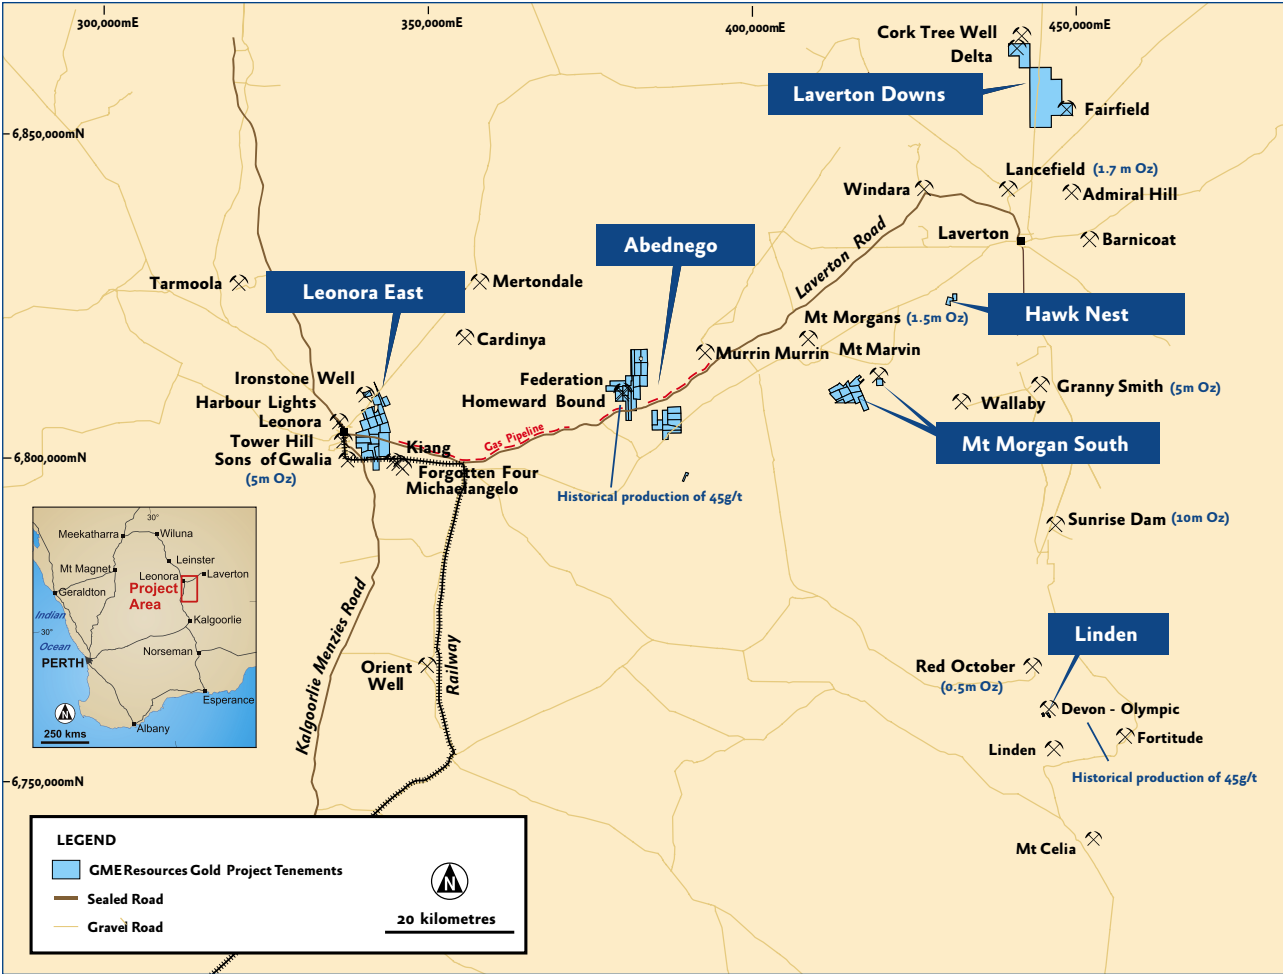 300,000mE
350,000mE
400,000mE
450,000mE
Cork Tree Well
Delta
Laverton Downs
Fairfield
6,850,000mN
Lancefield (1.7 m Oz)
Windara
Admiral Hill
Laverton Road
Laverton
Barnicoat
Abednego
Tarmoola
Mertondale
Leonora East
Hawk Nest
Mt Morgans (1.5m Oz)
Cardinya
Murrin Murrin
Mt Marvin
Ironstone Well
Federation
Homeward Bound
Granny Smith (5m Oz)
Wallaby
Harbour Lights
Leonora
Tower Hill
Gas Pipeline
Mt Morgan South
Kiang
6,800,000mN
Sons of Gwalia
(5m Oz)
Forgotten Four
Michaelangelo
Historical production of 45g/t
Sunrise Dam (10m Oz)
30°
Meekatharra
Wiluna
Leinster
Mt Magnet
Leonora
Laverton
Project
Area
Geraldton
Indian
Kalgoorlie
30°
Ocean
Norseman
PERTH
Esperance
Albany
N
250 kms
Kalgoorlie Menzies Road
Railway
Orient
Well
Linden
Red October
(0.5m Oz)
Devon - Olympic
Fortitude
Linden
Historical production of 45g/t
6,750,000mN
Mt Celia
LEGEND
GME Resources Gold Project Tenements
Sealed Road
Gravel Road
N
20 kilometres